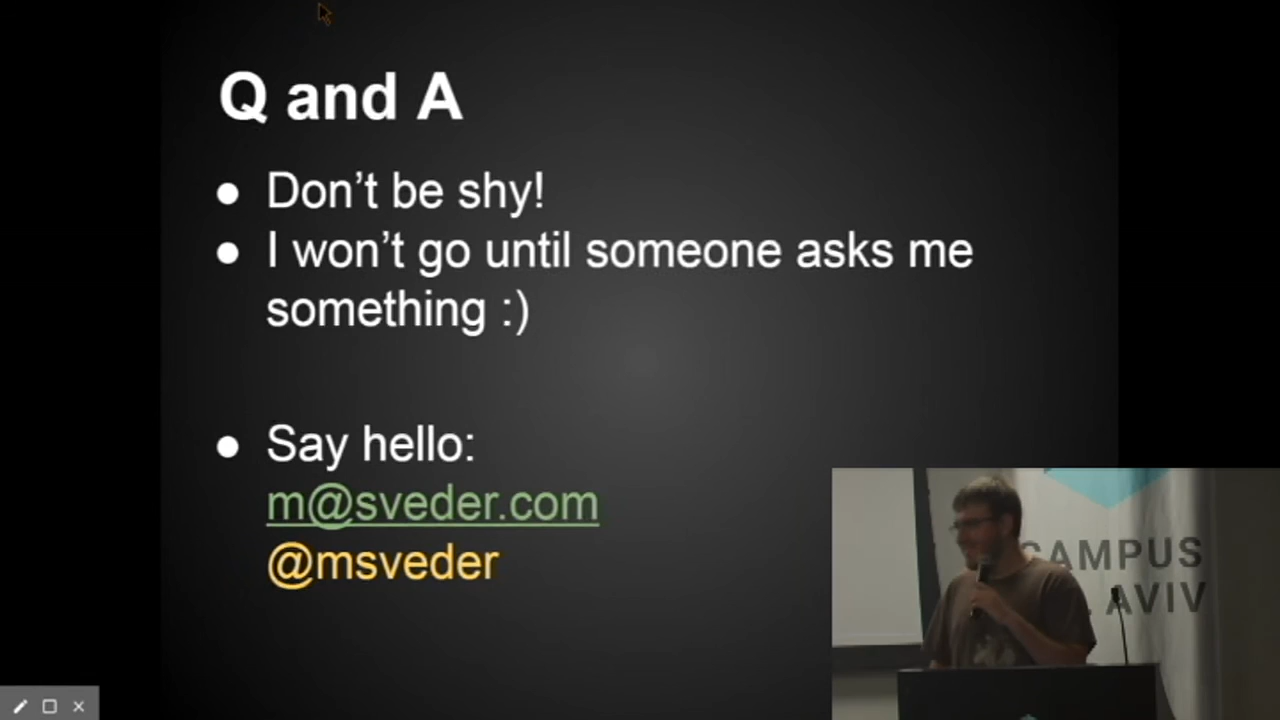 Q and A
● Don’t be shy!
● I won’t go until someone asks me
something :)
● Say hello:
m@sveder.com
@msveder
CAMPUS
AVIV